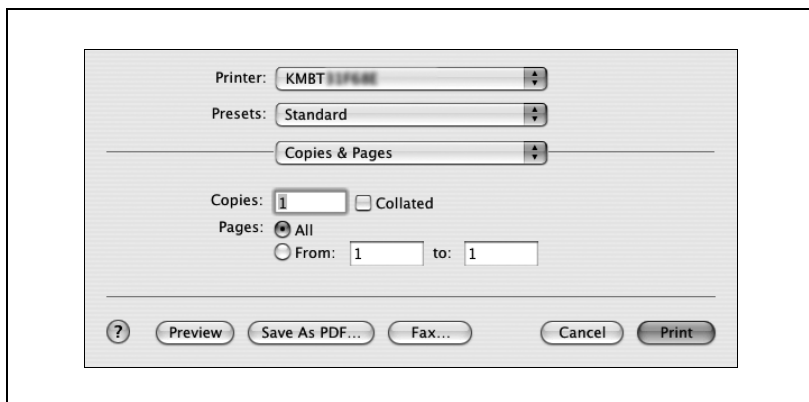 Printer: KMBT
Presets: Standard
Copies & Pages
Copies: 1 Collated
Pages: All
From: 1 to: 1
? Preview Save As PDF... Fax... Cancel Print